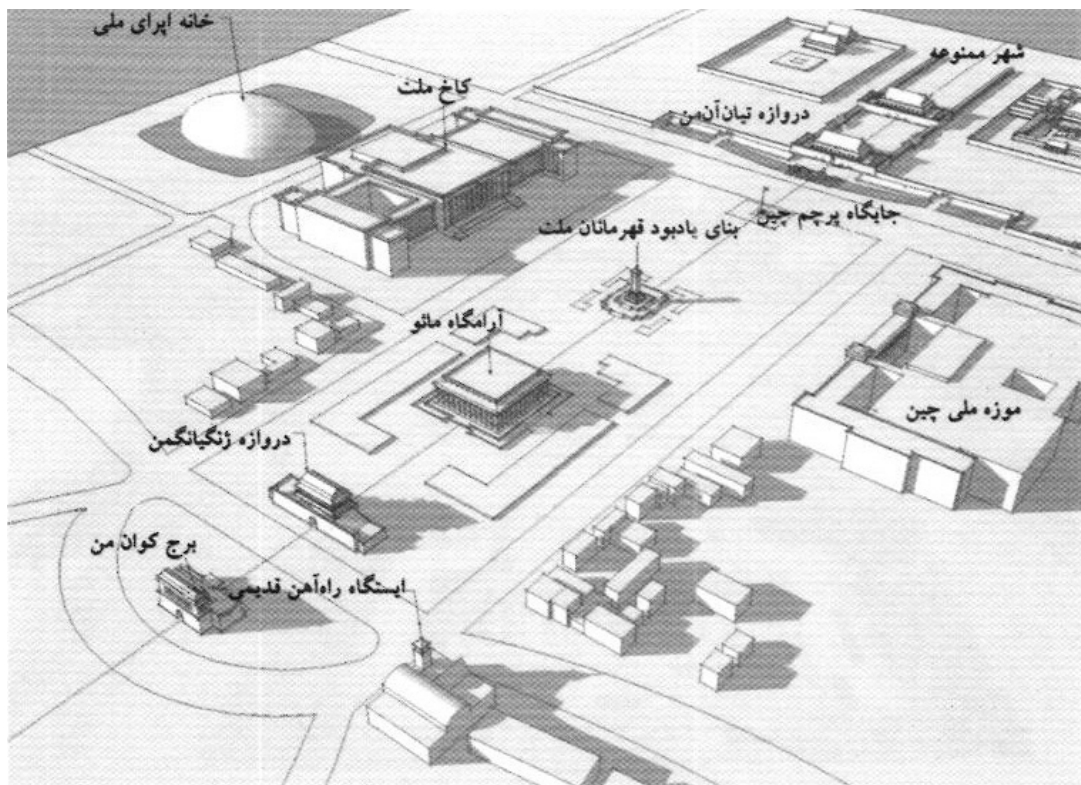 خانه اپرای ملی
شهر ممنوعه
کاخ ملت
دروازه تیان‌آن‌من
جایگاه پرچم چین
بنای یادبود قهرمانان ملت
آرامگاه مائو
موزه ملی چین
دروازه ژنگیانگمن
برج کوان من
ایستگاه راه‌آهن قدیمی